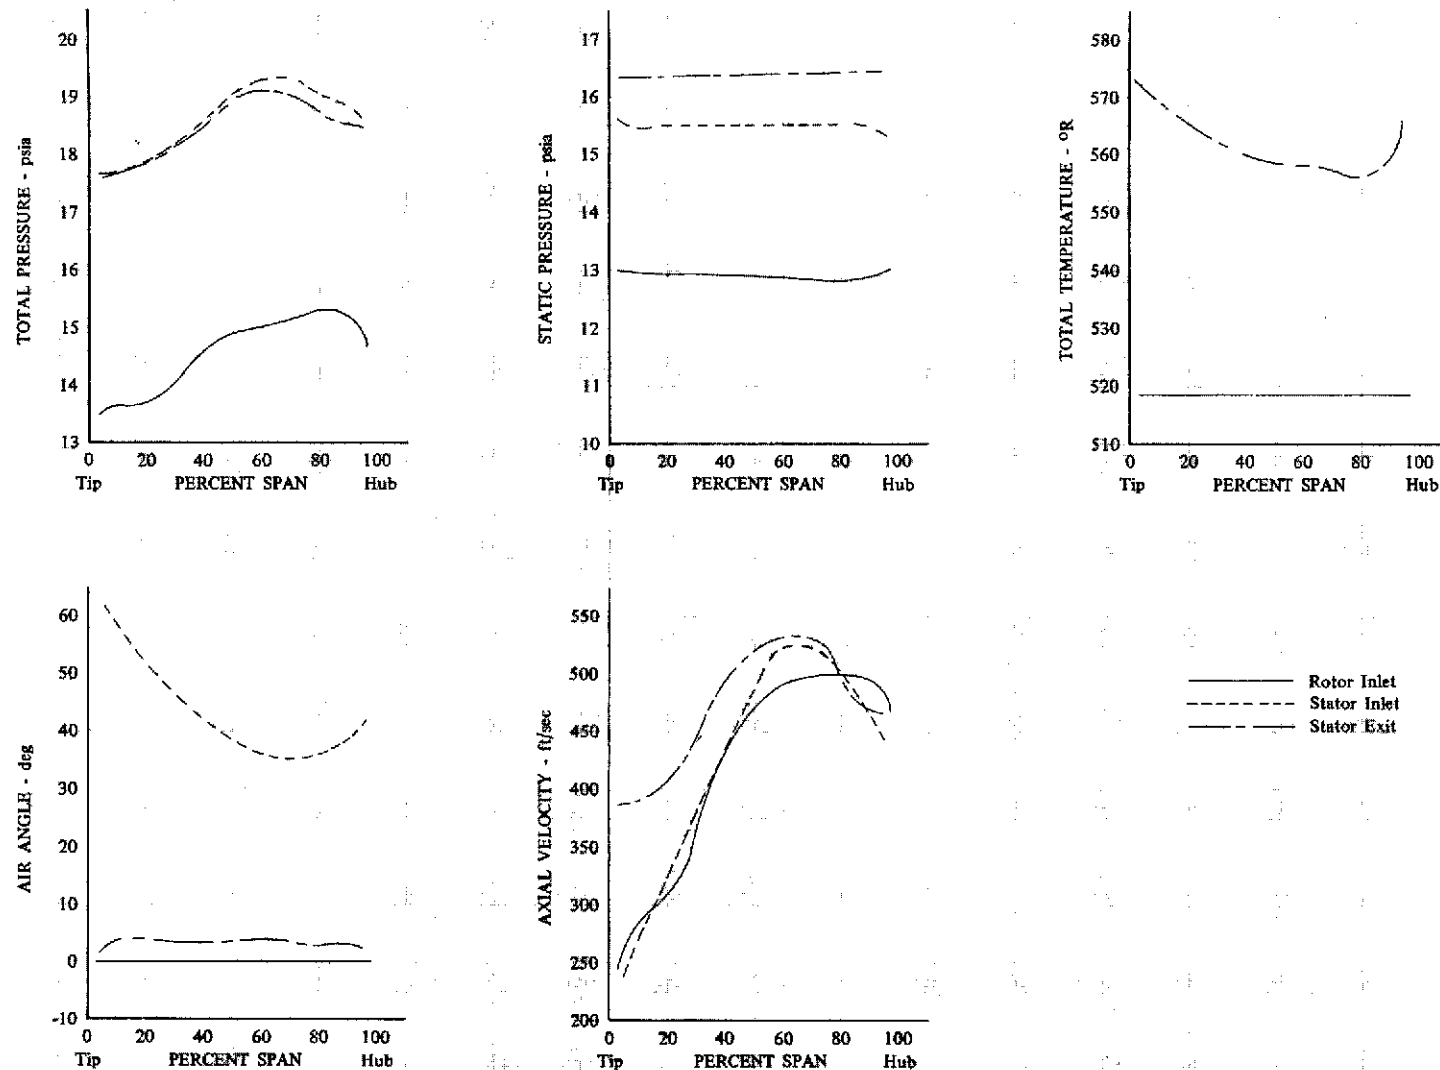 20
19
18
17
16
15
14
13
TOTAL PRESSURE - psia
0 20 40 60 80 100
Tip PERCENT SPAN Hub
17
16
15
14
13
12
11
10
STATIC PRESSURE - psia
0 20 40 60 80 100
Tip PERCENT SPAN Hub
580
570
560
550
540
530
520
510
TOTAL TEMPERATURE - ºR
0 20 40 60 80 100
Tip PERCENT SPAN Hub
60
50
40
30
20
10
0
-10
AIR ANGLE - deg
0 20 40 60 80 100
Tip PERCENT SPAN Hub
550
500
450
400
350
300
250
200
AXIAL VELOCITY - ft/sec
0 20 40 60 80 100
Tip PERCENT SPAN Hub
Rotor Inlet
Stator Inlet
Stator Exit